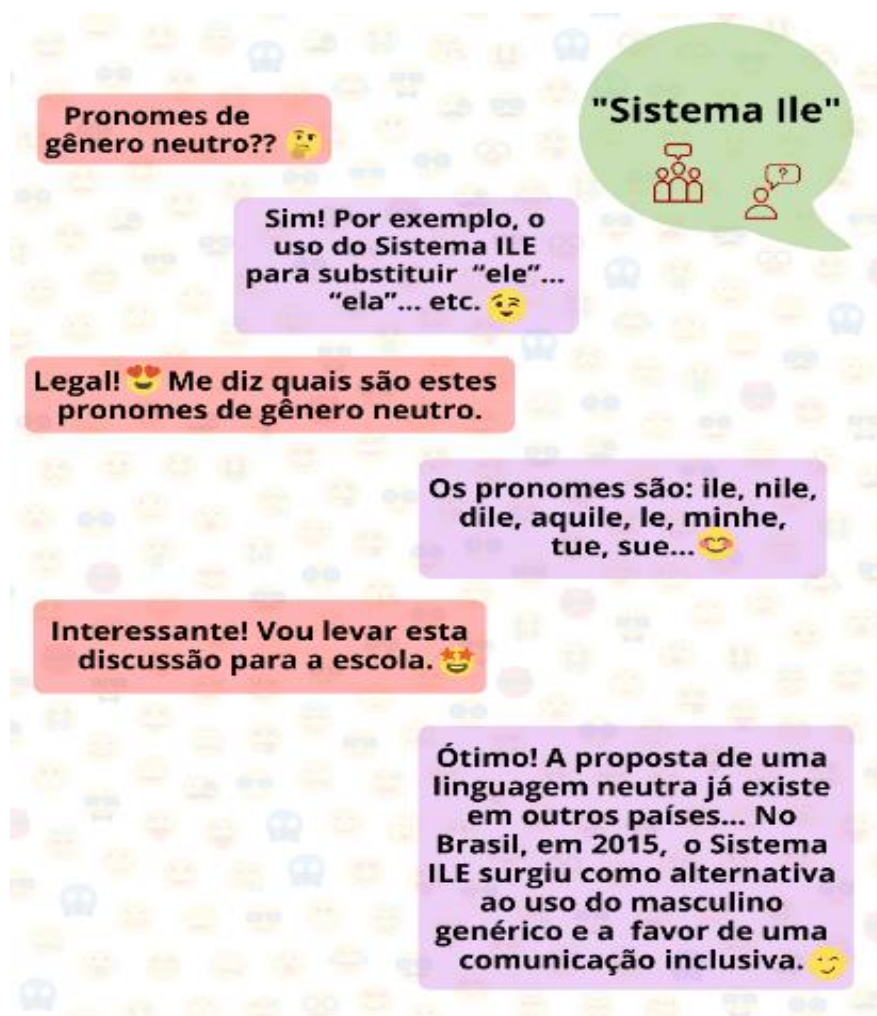 "Sistema Ile"
?
Pronomes de
gênero neutro??
Sim! Por exemplo, o
uso do Sistema ILE
para substituir “ele”...
“ela”... etc.
Legal! Me diz quais são estes
pronomes de gênero neutro.
Os pronomes são: ile, nile,
dile, aquile, le, minhe,
tue, sue...
Interessante! Vou levar esta
discussão para a escola.
Ótimo! A proposta de uma
linguagem neutra já existe
em outros países... No
Brasil, em 2015, o Sistema
ILE surgiu como alternativa
ao uso do masculino
genérico e a favor de uma
comunicação inclusiva.